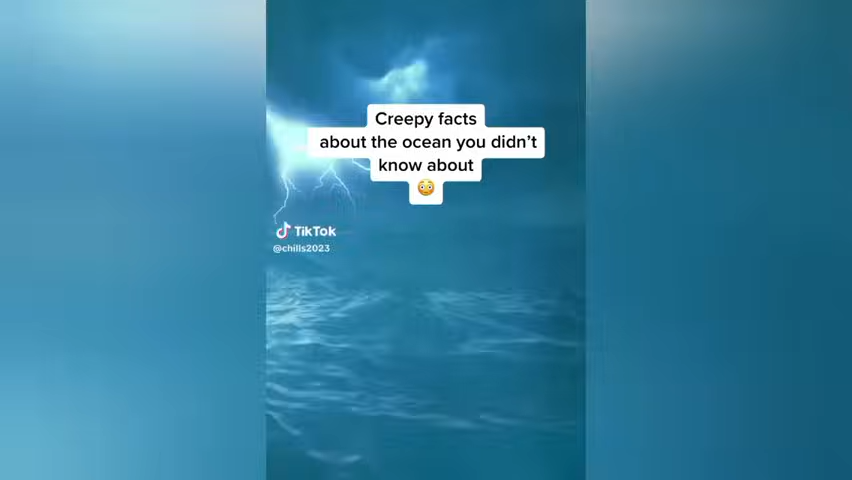 Creepy facts
about the ocean you didn't
know about
😳
TikTok
@chills2023